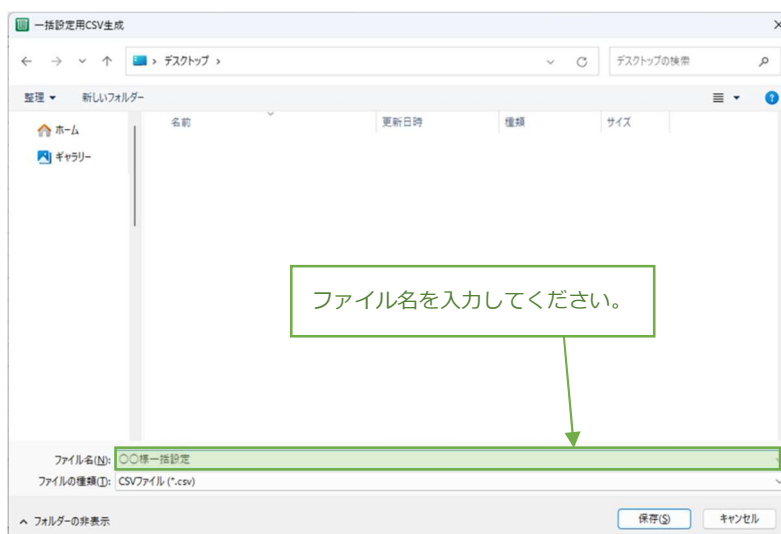 一括設定用CSV生成
デスクトップ
デスクトップの検索
整理 新しいフォルダー
名前 更新日時 種類 サイズ
ホーム
ギャラリー
ファイル名を入力してください。
ファイル名(N): 〇〇様一括設定
ファイルの種類(T): CSVファイル (*.csv)
フォルダーの非表示 保存(S) キャンセル